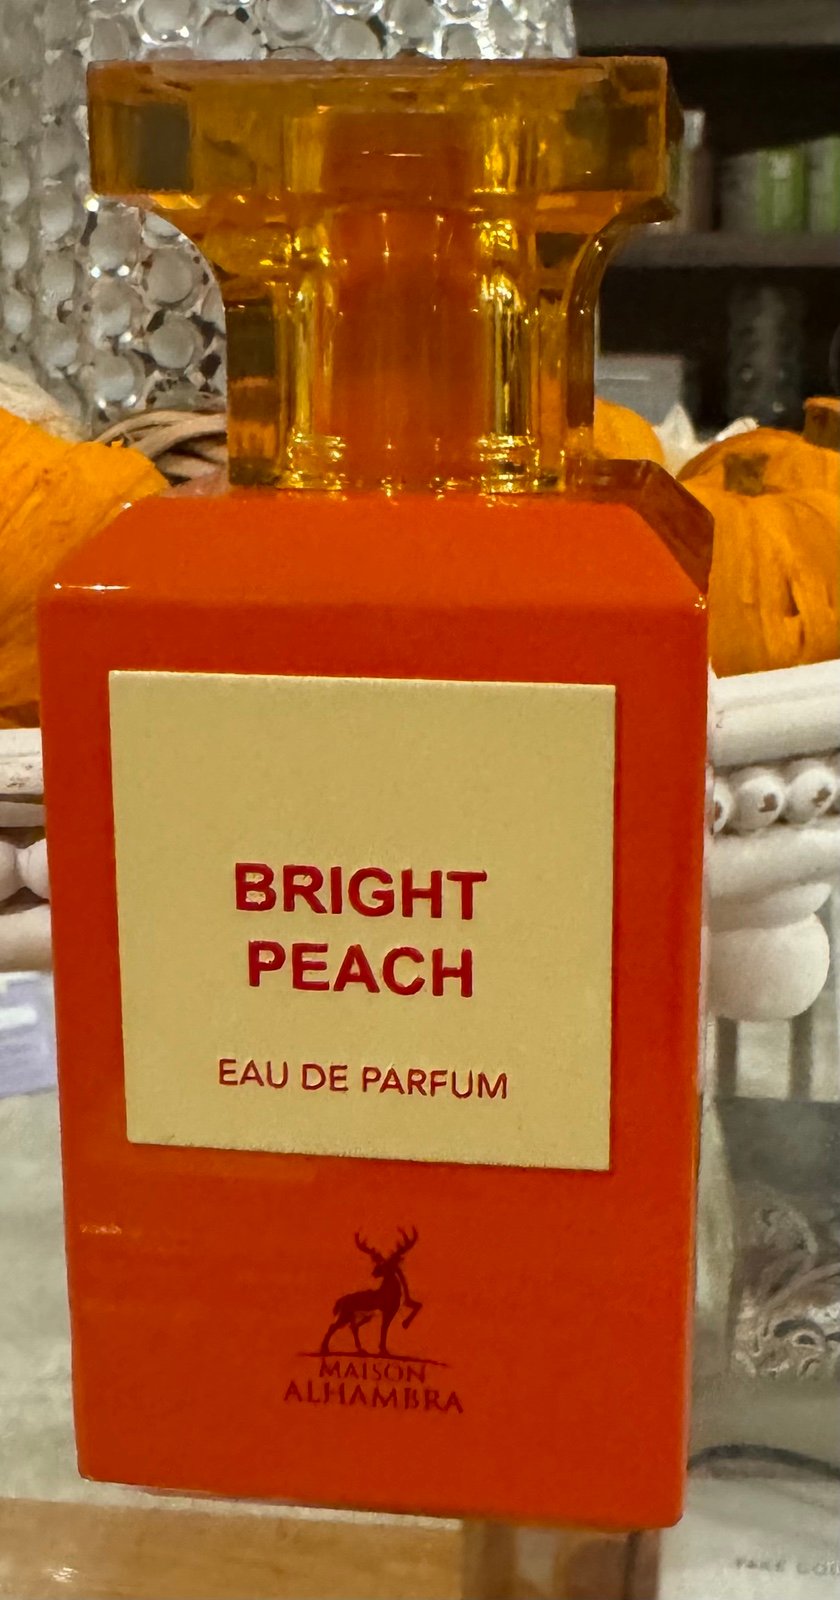 BRIGHT
PEACH
EAU DE PARFUM
MAISON
ALHAMBRA